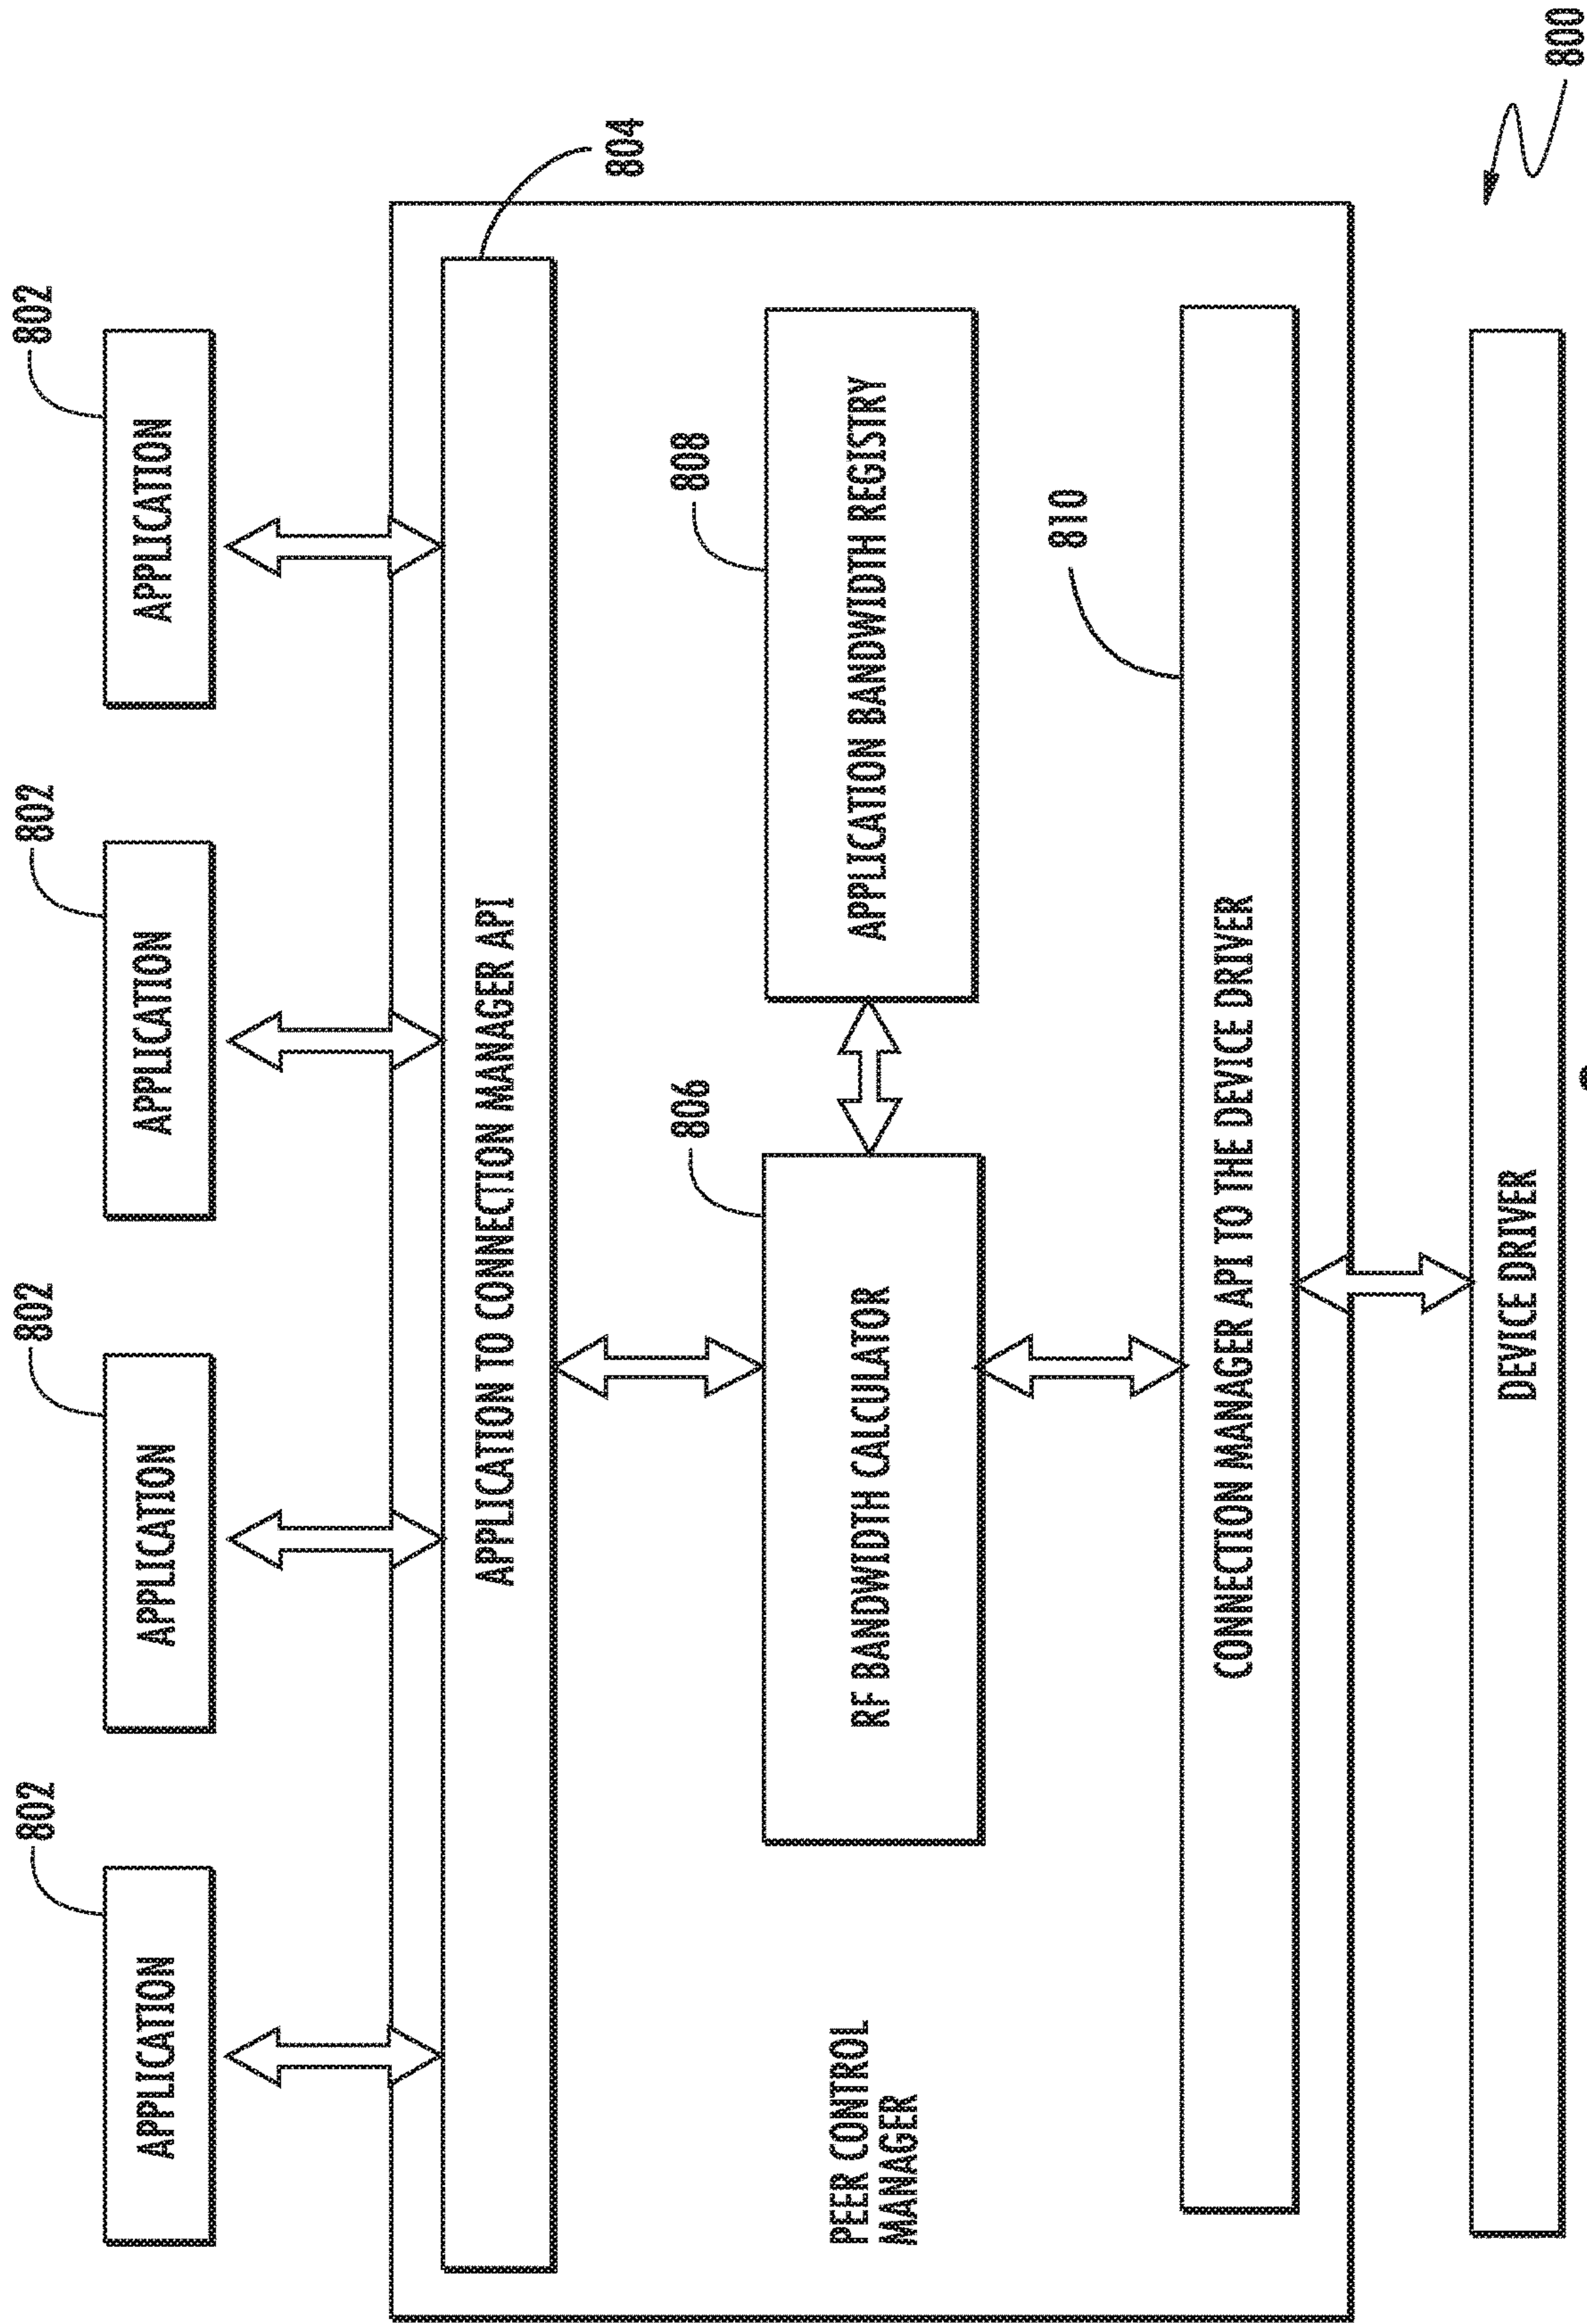 802
802
802
802
APPLICATION
APPLICATION
APPLICATION
APPLICATION
804
APPLICATION TO CONNECTION MANAGER API
806
808
PEER CONTROL
MANAGER
RF BANDWIDTH CALCULATOR
APPLICATION BANDWIDTH REGISTRY
810
CONNECTION MANAGER API TO THE DEVICE DRIVER
DEVICE DRIVER
800